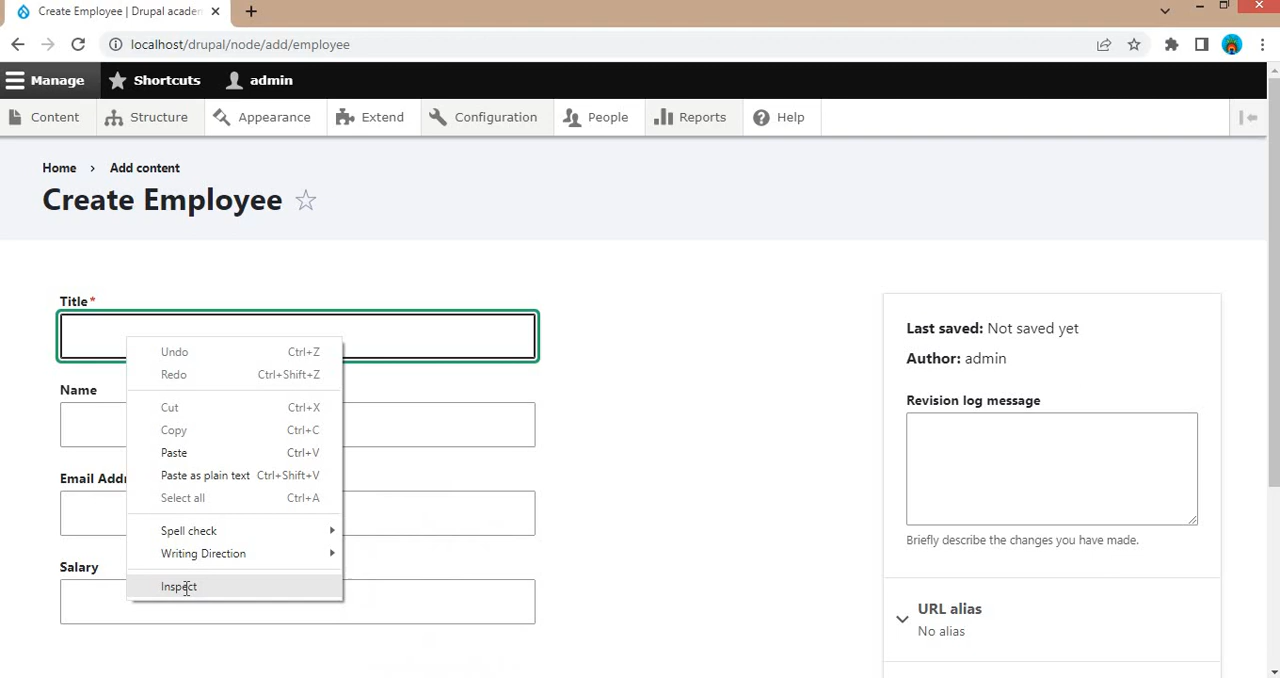 Create Employee | Drupal acaden
localhost/drupal/node/add/employee
Manage Shortcuts admin
Content Structure Appearance Extend Configuration People Reports Help
Home › Add content
Create Employee
Title*
Undo Ctrl+Z
Redo Ctrl+Shift+Z
Cut Ctrl+X
Copy Ctrl+C
Paste Ctrl+V
Paste as plain text Ctrl+Shift+V
Select all Ctrl+A
Spell check
Writing Direction
Inspect
Name
Email Addr
Salary
Last saved: Not saved yet
Author: admin
Revision log message
Briefly describe the changes you have made.
URL alias
No alias